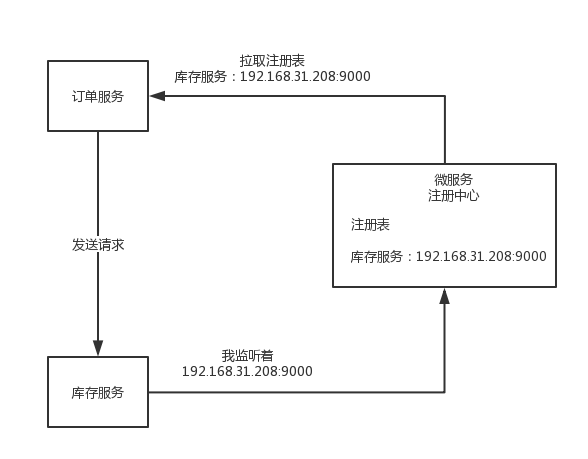 拉取注册表
库存服务：192.168.31.208:9000
订单服务
微服务
注册中心
注册表
库存服务：192.168.31.208:9000
发送请求
我监听着
192.168.31.208:9000
库存服务